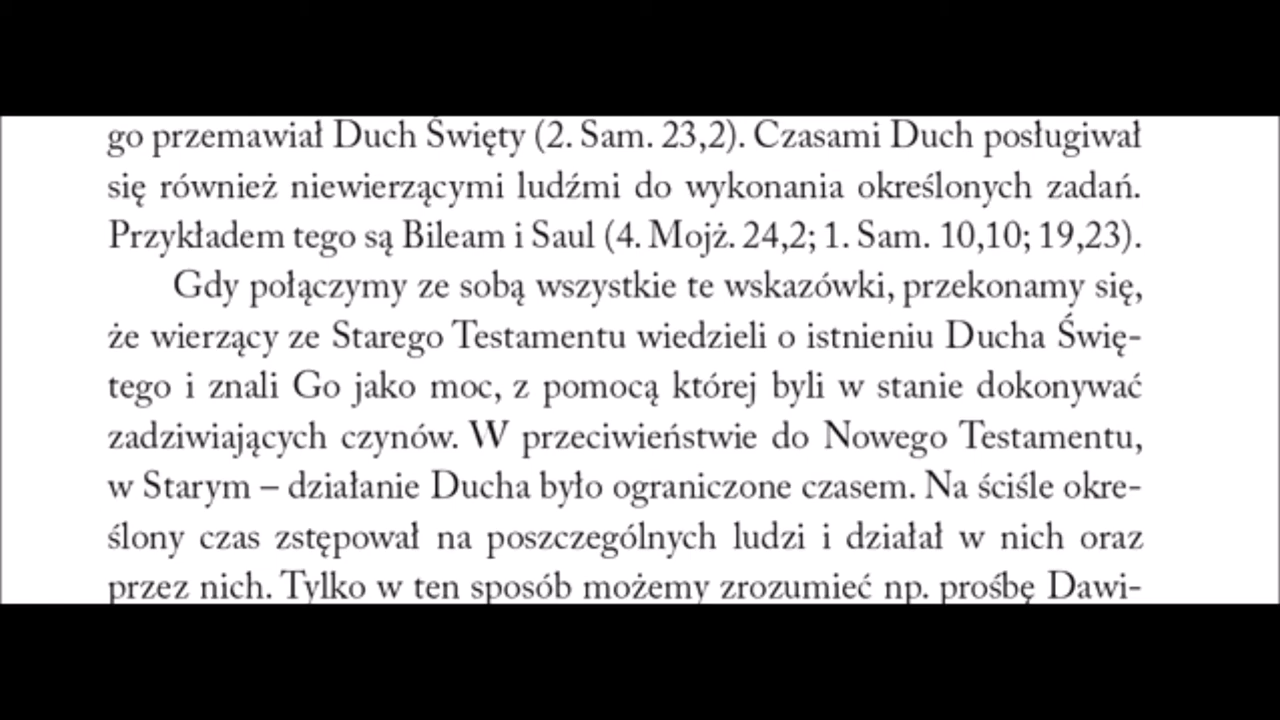 go przemawiał Duch Święty (2. Sam. 23,2). Czasami Duch posługiwał
się również niewierzącymi ludźmi do wykonania określonych zadań.
Przykładem tego są Bileam i Saul (4. Mojż. 24,2; 1. Sam. 10,10; 19,23).
Gdy połączymy ze sobą wszystkie te wskazówki, przekonamy się,
że wierzący ze Starego Testamentu wiedzieli o istnieniu Ducha Świę-
tego i znali Go jako moc, z pomocą której byli w stanie dokonywać
zadziwiających czynów. W przeciwieństwie do Nowego Testamentu,
w Starym – działanie Ducha było ograniczone czasem. Na ściśle okre-
ślony czas zstępował na poszczególnych ludzi i działał w nich oraz
przez nich. Tylko w ten sposób możemy zrozumieć np. prośbę Dawi-